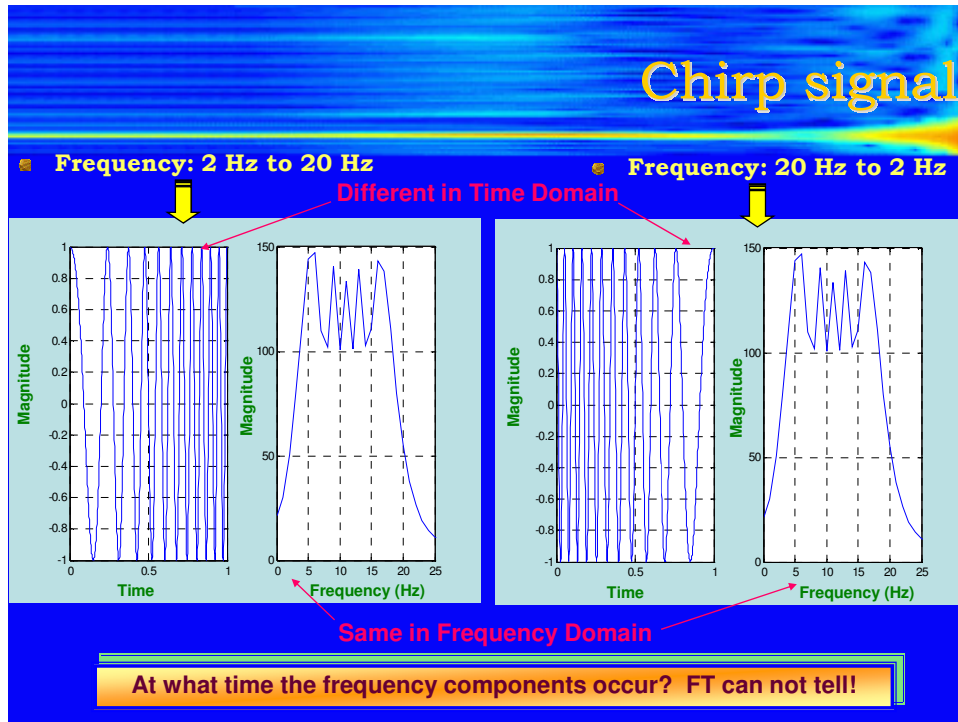 Chirp signal
Frequency: 2 Hz to 20 Hz
Frequency: 20 Hz to 2 Hz
Different in Time Domain
Magnitude
1
0.8
0.6
0.4
0.2
0
-0.2
-0.4
-0.6
-0.8
-1
0 0.5 1
Time
Magnitude
150
100
50
0
0 5 10 15 20 25
Frequency (Hz)
Magnitude
1
0.8
0.6
0.4
0.2
0
-0.2
-0.4
-0.6
-0.8
-1
0 0.5 1
Time
Magnitude
150
100
50
0
0 5 10 15 20 25
Frequency (Hz)
Same in Frequency Domain
At what time the frequency components occur? FT can not tell!